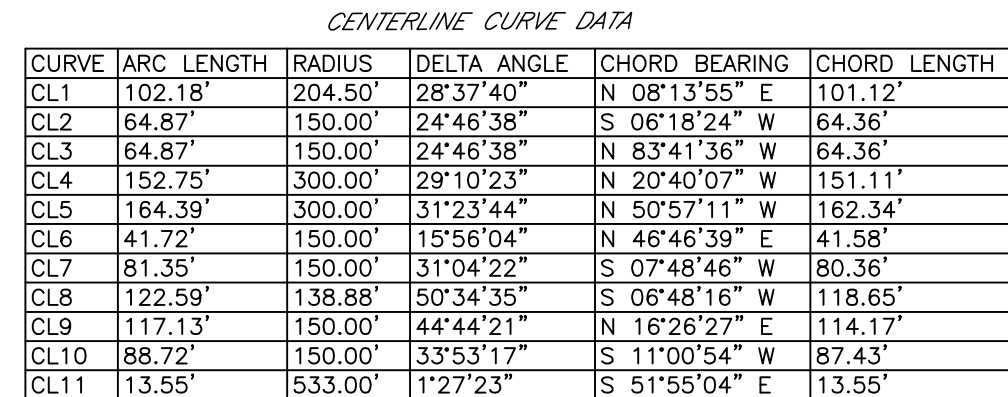 CENTERLINE CURVE DATA
CURVE ARC LENGTH RADIUS DELTA ANGLE CHORD BEARING CHORD LENGTH
CL1 102.18' 204.50' 28°37'40" N 08°13'55" E 101.12'
CL2 64.87' 150.00' 24°46'38" S 06°18'24" W 64.36'
CL3 64.87' 150.00' 24°46'38" N 83°41'36" W 64.36'
CL4 152.75' 300.00' 29°10'23" N 20°40'07" W 151.11'
CL5 164.39' 300.00' 31°23'44" N 50°57'11" W 162.34'
CL6 41.72' 150.00' 15°56'04" N 46°46'39" E 41.58'
CL7 81.35' 150.00' 31°04'22" S 07°48'46" W 80.36'
CL8 122.59' 138.88' 50°34'35" S 06°48'16" W 118.65'
CL9 117.13' 150.00' 44°44'21" N 16°26'27" E 114.17'
CL10 88.72' 150.00' 33°53'17" S 11°00'54" W 87.43'
CL11 13.55' 533.00' 1°27'23" S 51°55'04" E 13.55'